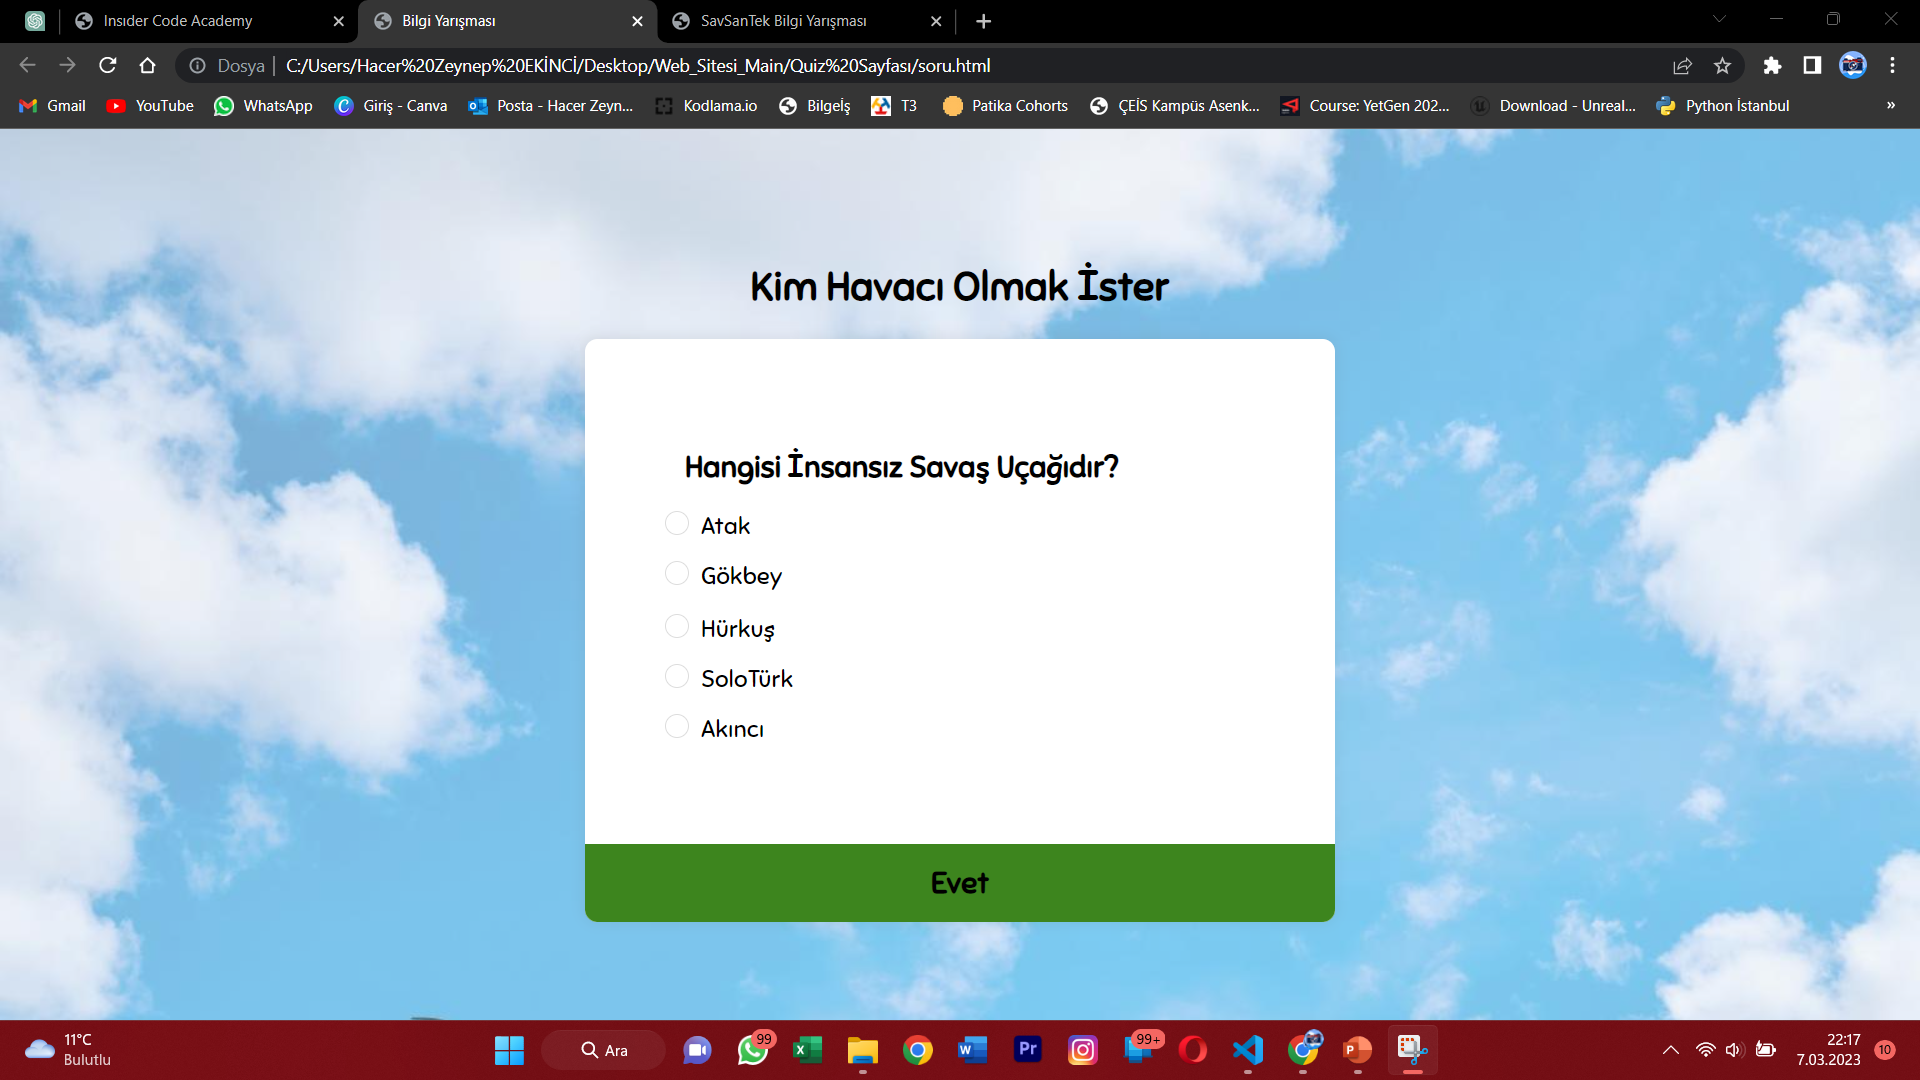 Insıder Code Academy
Bilgi Yarışması
SavSanTek Bilgi Yarışması
Dosya
C:/Users/Hacer%20Zeynep%20EKİNCİ/Desktop/Web_Sitesi_Main/Quiz%20Sayfası/soru.html
Gmail
YouTube
WhatsApp
Giriş - Canva
Posta - Hacer Zeyn...
Kodlama.io
Bilgeİş
T3
Patika Cohorts
ÇEİS Kampüs Asenk...
Course: YetGen 202...
Download - Unreal...
Python İstanbul
»
Kim Havacı Olmak İster
Hangisi İnsansız Savaş Uçağıdır?
Atak
Gökbey
Hürkuş
SoloTürk
Akıncı
Evet
11°C
Bulutlu
Ara
99
99+
22:17
7.03.2023
10